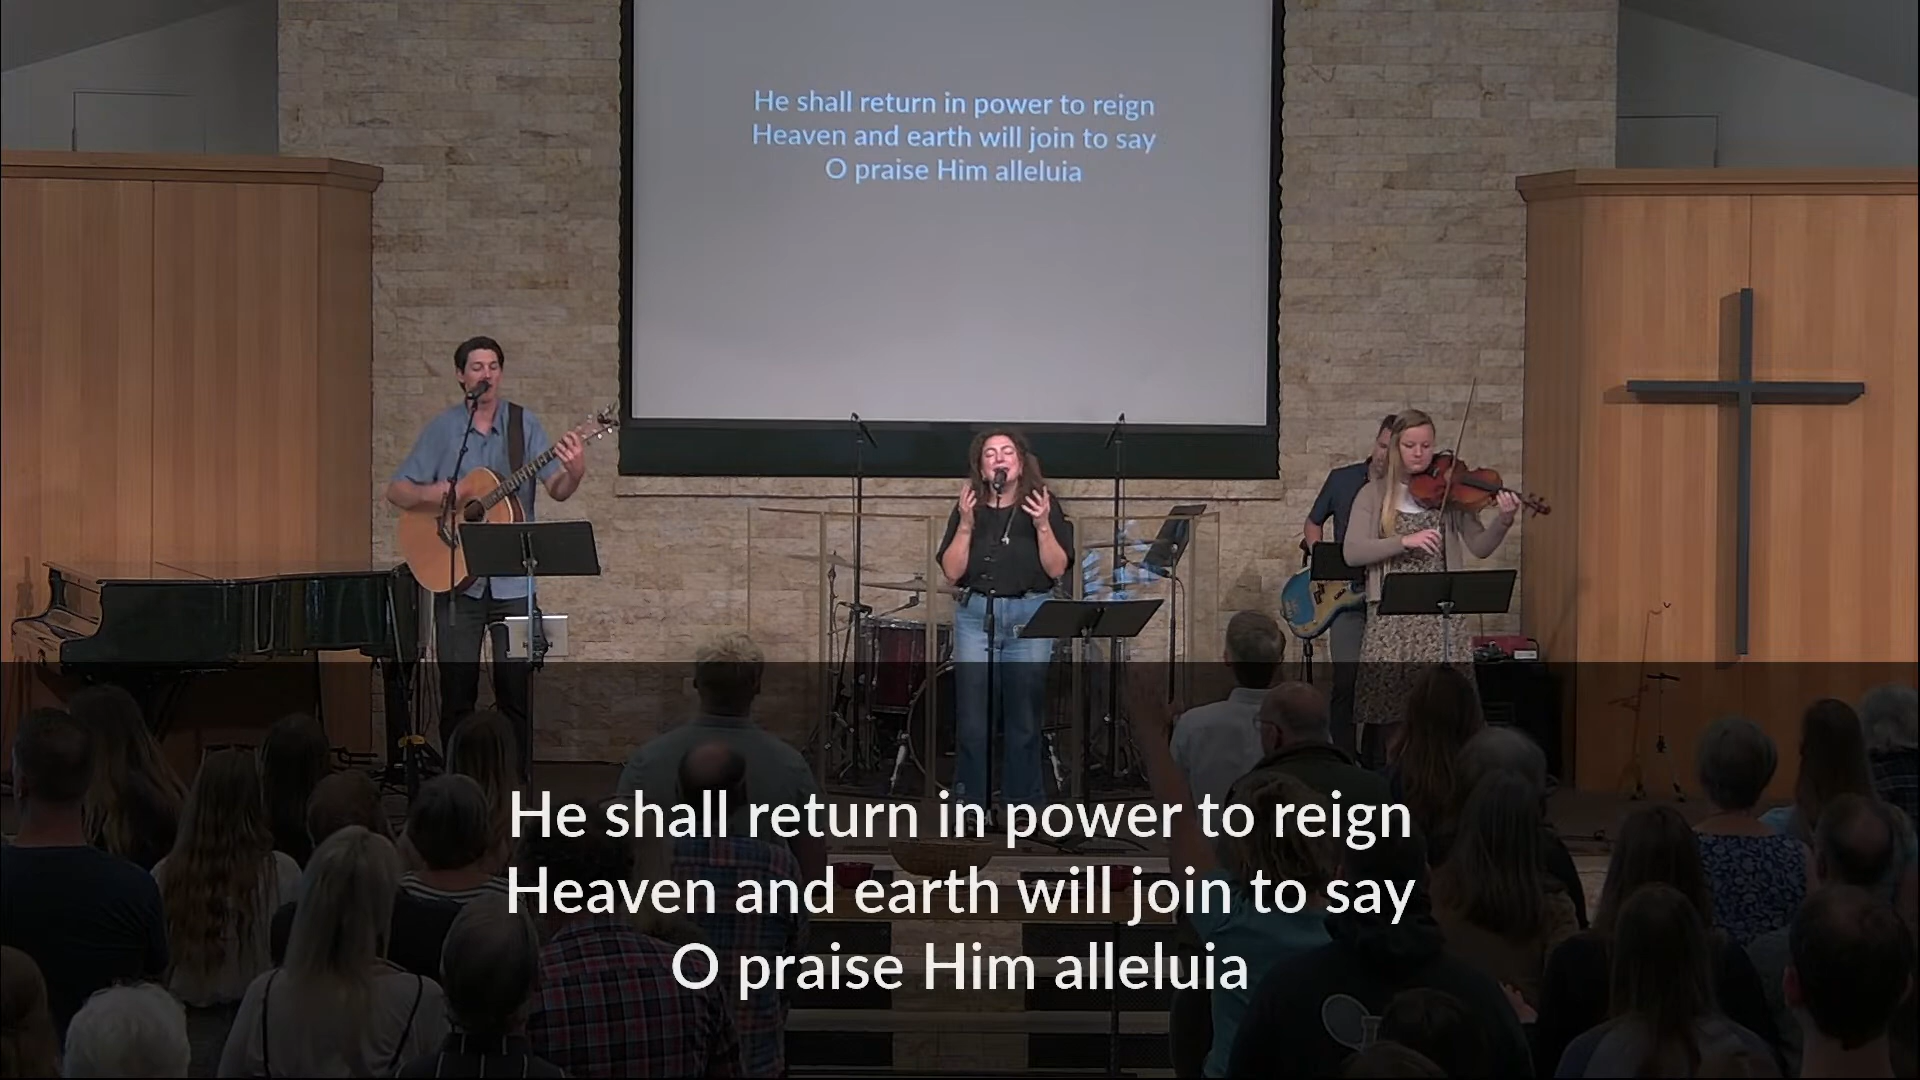 He shall return in power to reign
Heaven and earth will join to say
O praise Him alleluia
He shall return in power to reign
Heaven and earth will join to say
O praise Him alleluia